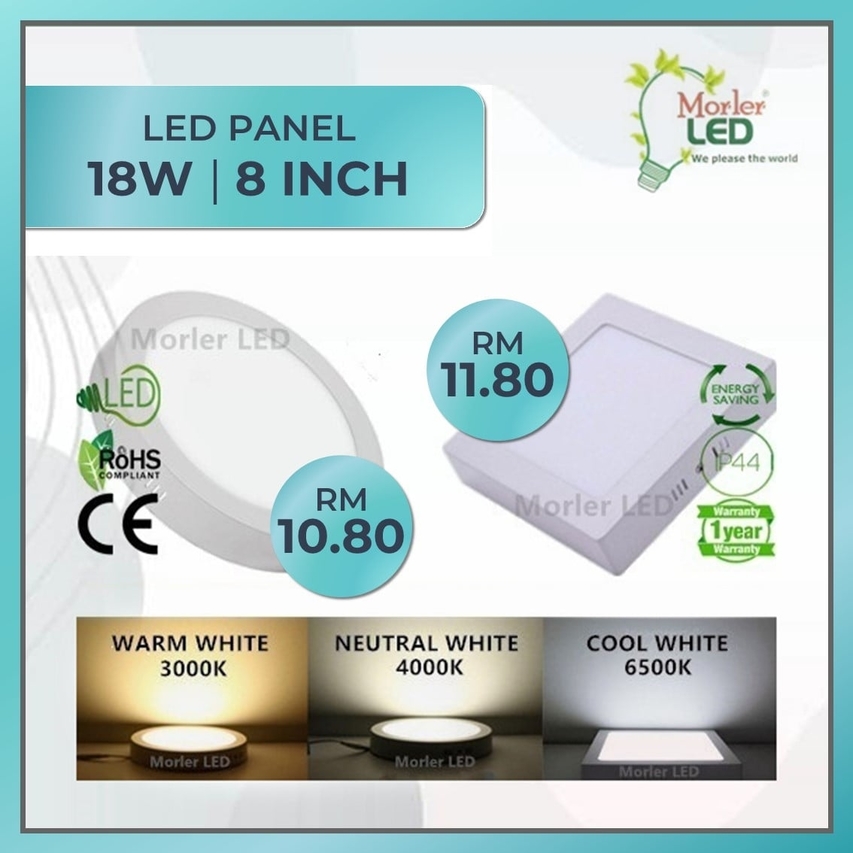 Morler®
LED
We please the world
LED PANEL
18W | 8 INCH
Morler LED
LED
RoHS
COMPLIANT
CE
RM
10.80
RM
11.80
Morler LED
ENERGY
SAVING
IP44
Warranty
1 year
Warranty
WARM WHITE
3000K
Morler LED
NEUTRAL WHITE
4000K
Morler LED
COOL WHITE
6500K
Morler LED